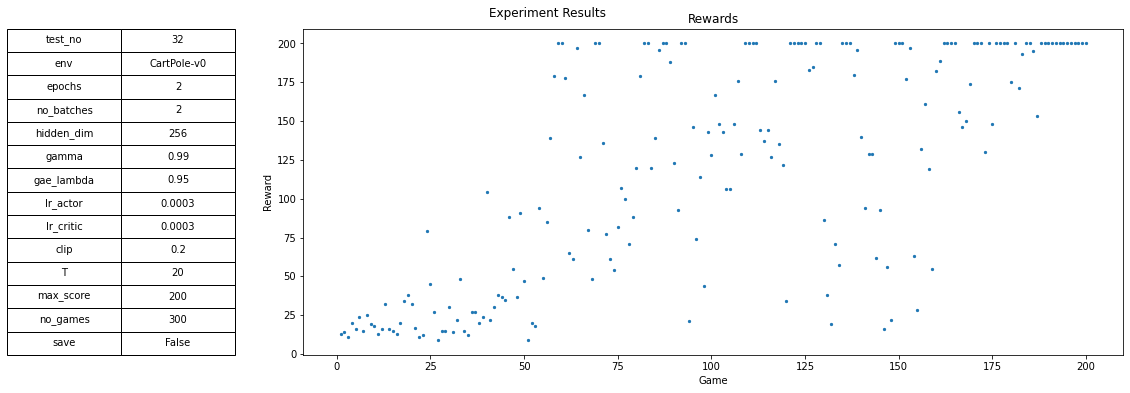 Experiment Results
test_no 32
env CartPole-v0
epochs 2
no_batches 2
hidden_dim 256
gamma 0.99
gae_lambda 0.95
lr_actor 0.0003
lr_critic 0.0003
clip 0.2
T 20
max_score 200
no_games 300
save False
Rewards
Reward
200
175
150
125
100
75
50
25
0
0 25 50 75 100 125 150 175 200
Game